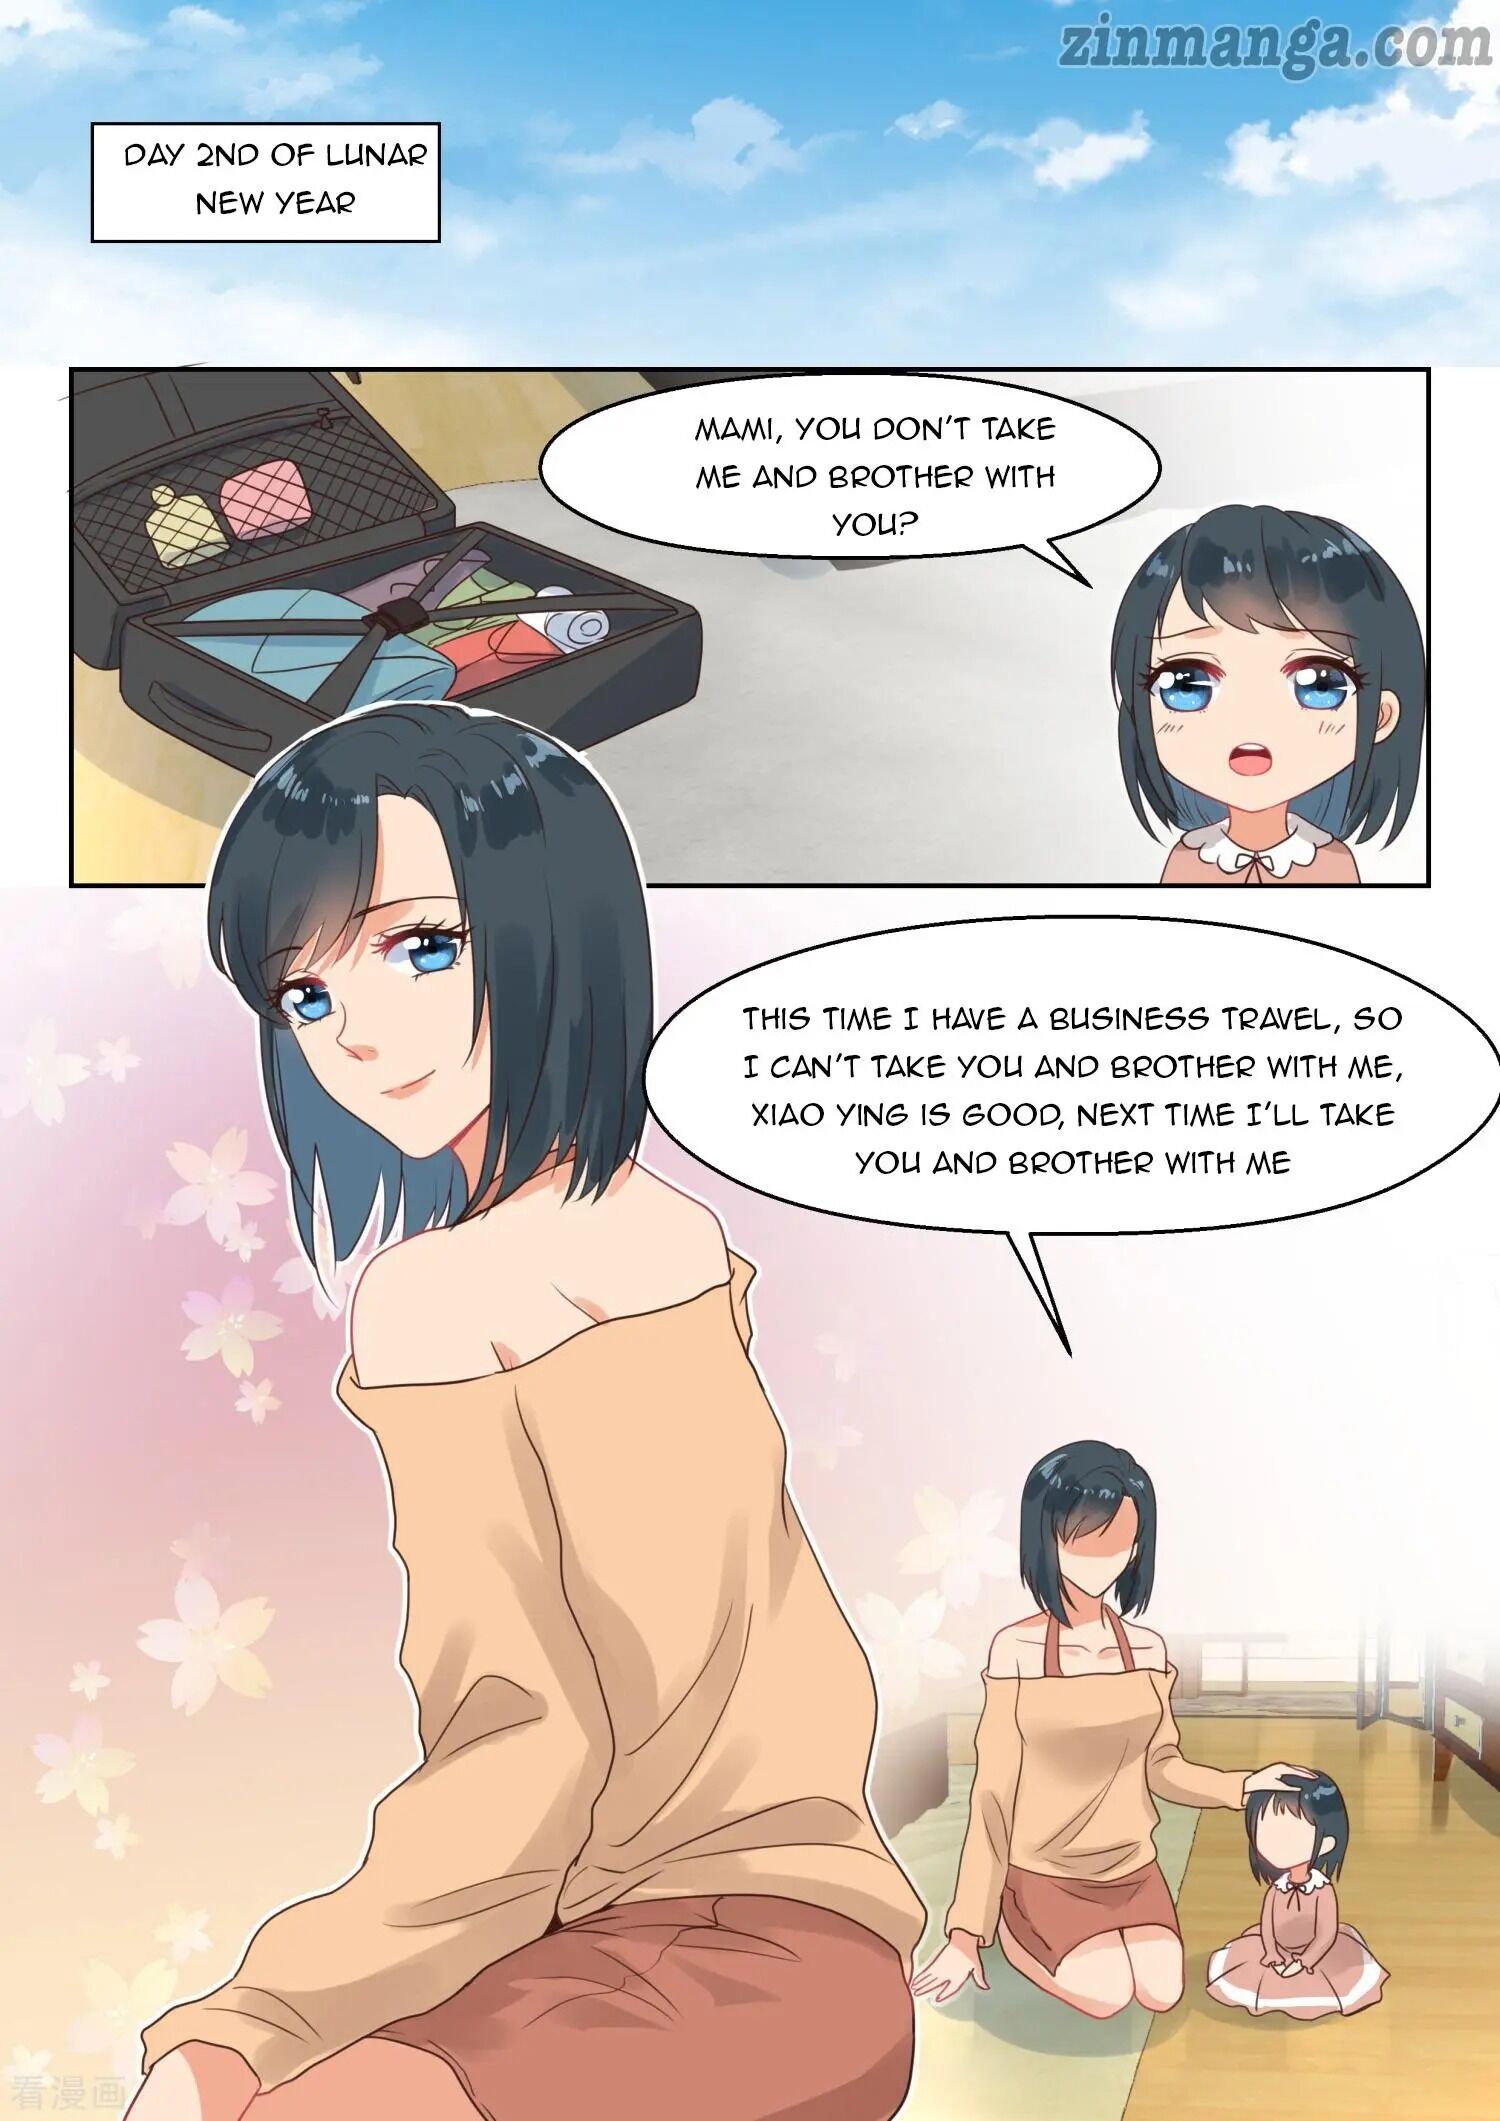 zinmanga.com
DAY 2ND OF LUNAR
NEW YEAR
MAMI, YOU DON'T TAKE
ME AND BROTHER WITH
YOU?
THIS TIME I HAVE A BUSINESS TRAVEL, SO
I CAN'T TAKE YOU AND BROTHER WITH ME,
XIAO YING IS GOOD, NEXT TIME I'LL TAKE
YOU AND BROTHER WITH ME
看漫画